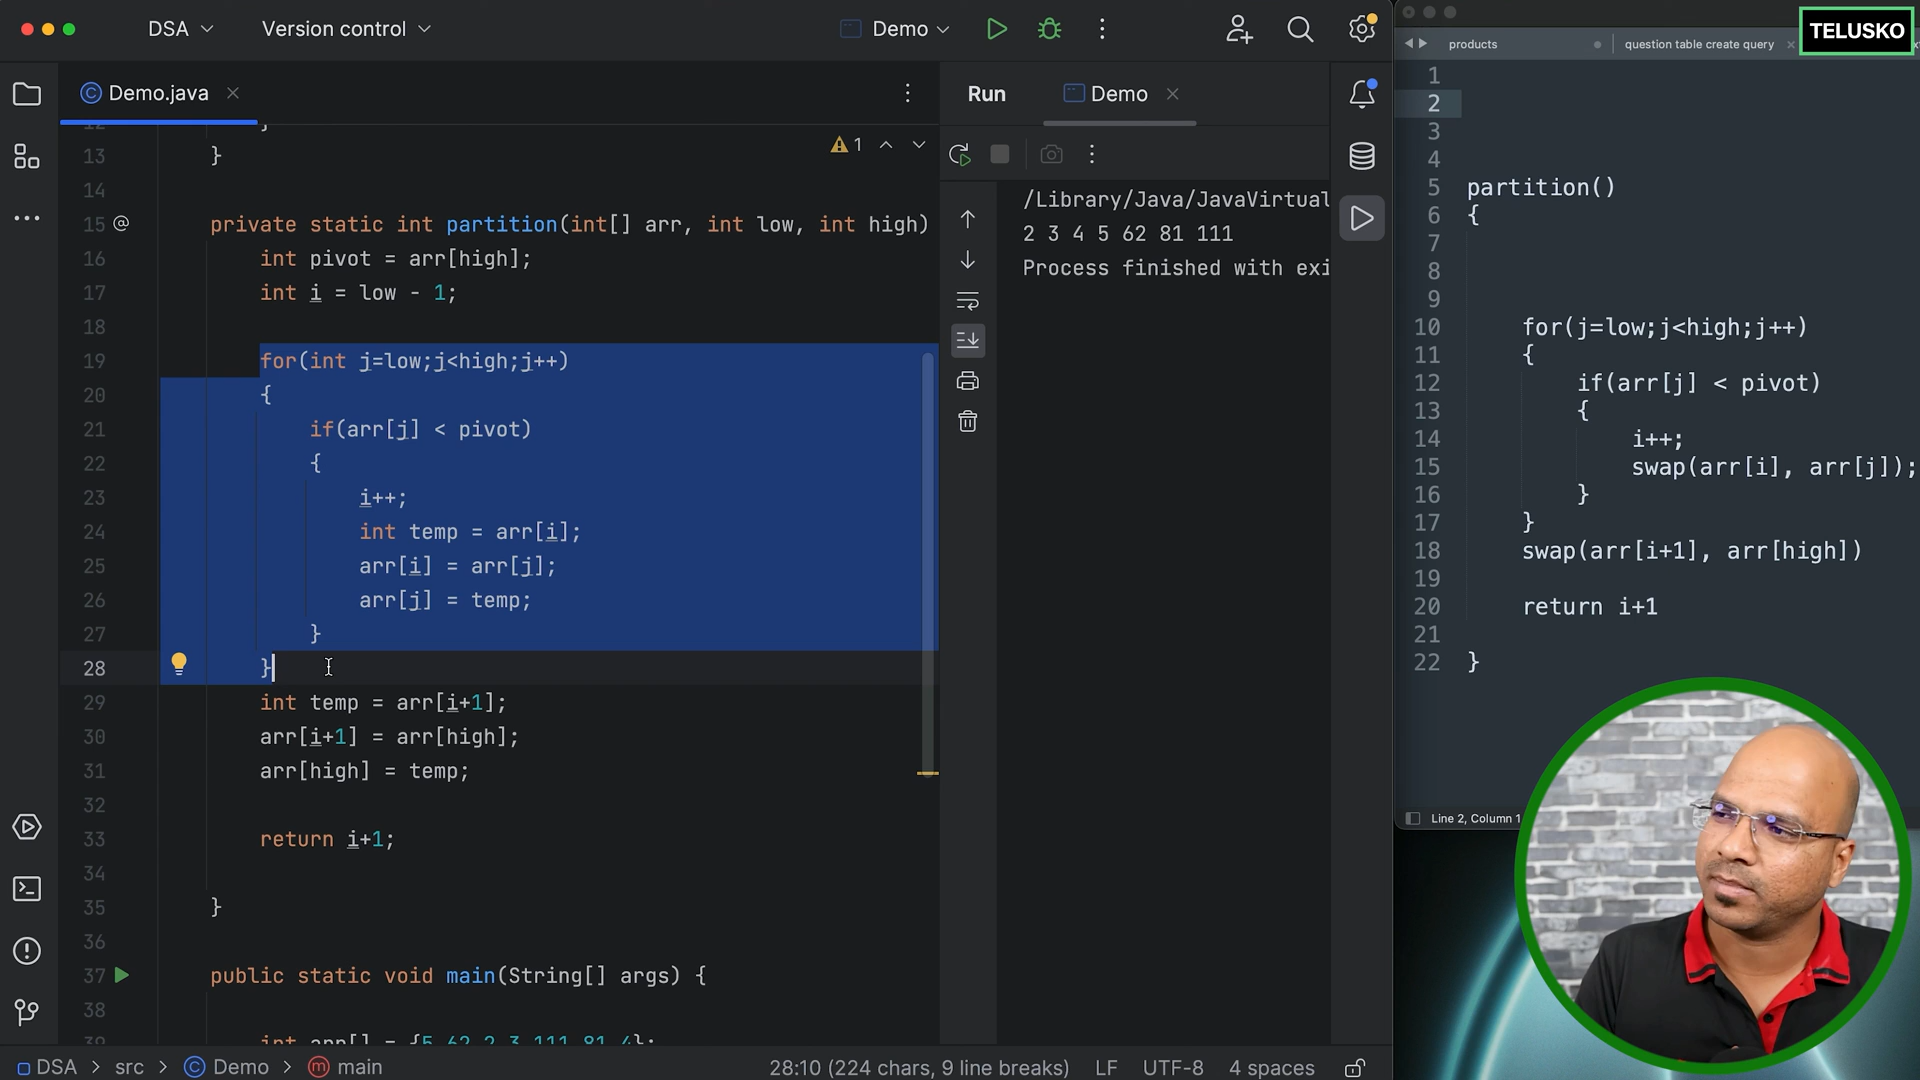 DSA
Version control
Demo
TELUSKO
products
question table create query
Demo.java
Run
Demo
1
12 }
13 }
14
15 @ private static int partition(int[] arr, int low, int high)
16 int pivot = arr[high];
17 int i = low - 1;
18
19 for(int j=low;j<high;j++)
20 {
21 if(arr[j] < pivot)
22 {
23 i++;
24 int temp = arr[i];
25 arr[i] = arr[j];
26 arr[j] = temp;
27 }
28 }
29 int temp = arr[i+1];
30 arr[i+1] = arr[high];
31 arr[high] = temp;
32
33 return i+1;
34
35 }
36
37 public static void main(String[] args) {
38
39 int arr[] = {5,62,2,3,111,81,4};
/Library/Java/JavaVirtual
2 3 4 5 62 81 111
Process finished with exi
1
2
3
4
5 partition()
6 {
7
8
9
10 for(j=low;j<high;j++)
11 {
12 if(arr[j] < pivot)
13 {
14 i++;
15 swap(arr[i], arr[j]);
16 }
17 }
18 swap(arr[i+1], arr[high])
19
20 return i+1
21
22 }
Line 2, Column 1
DSA > src > Demo > main
28:10 (224 chars, 9 line breaks)
LF
UTF-8
4 spaces